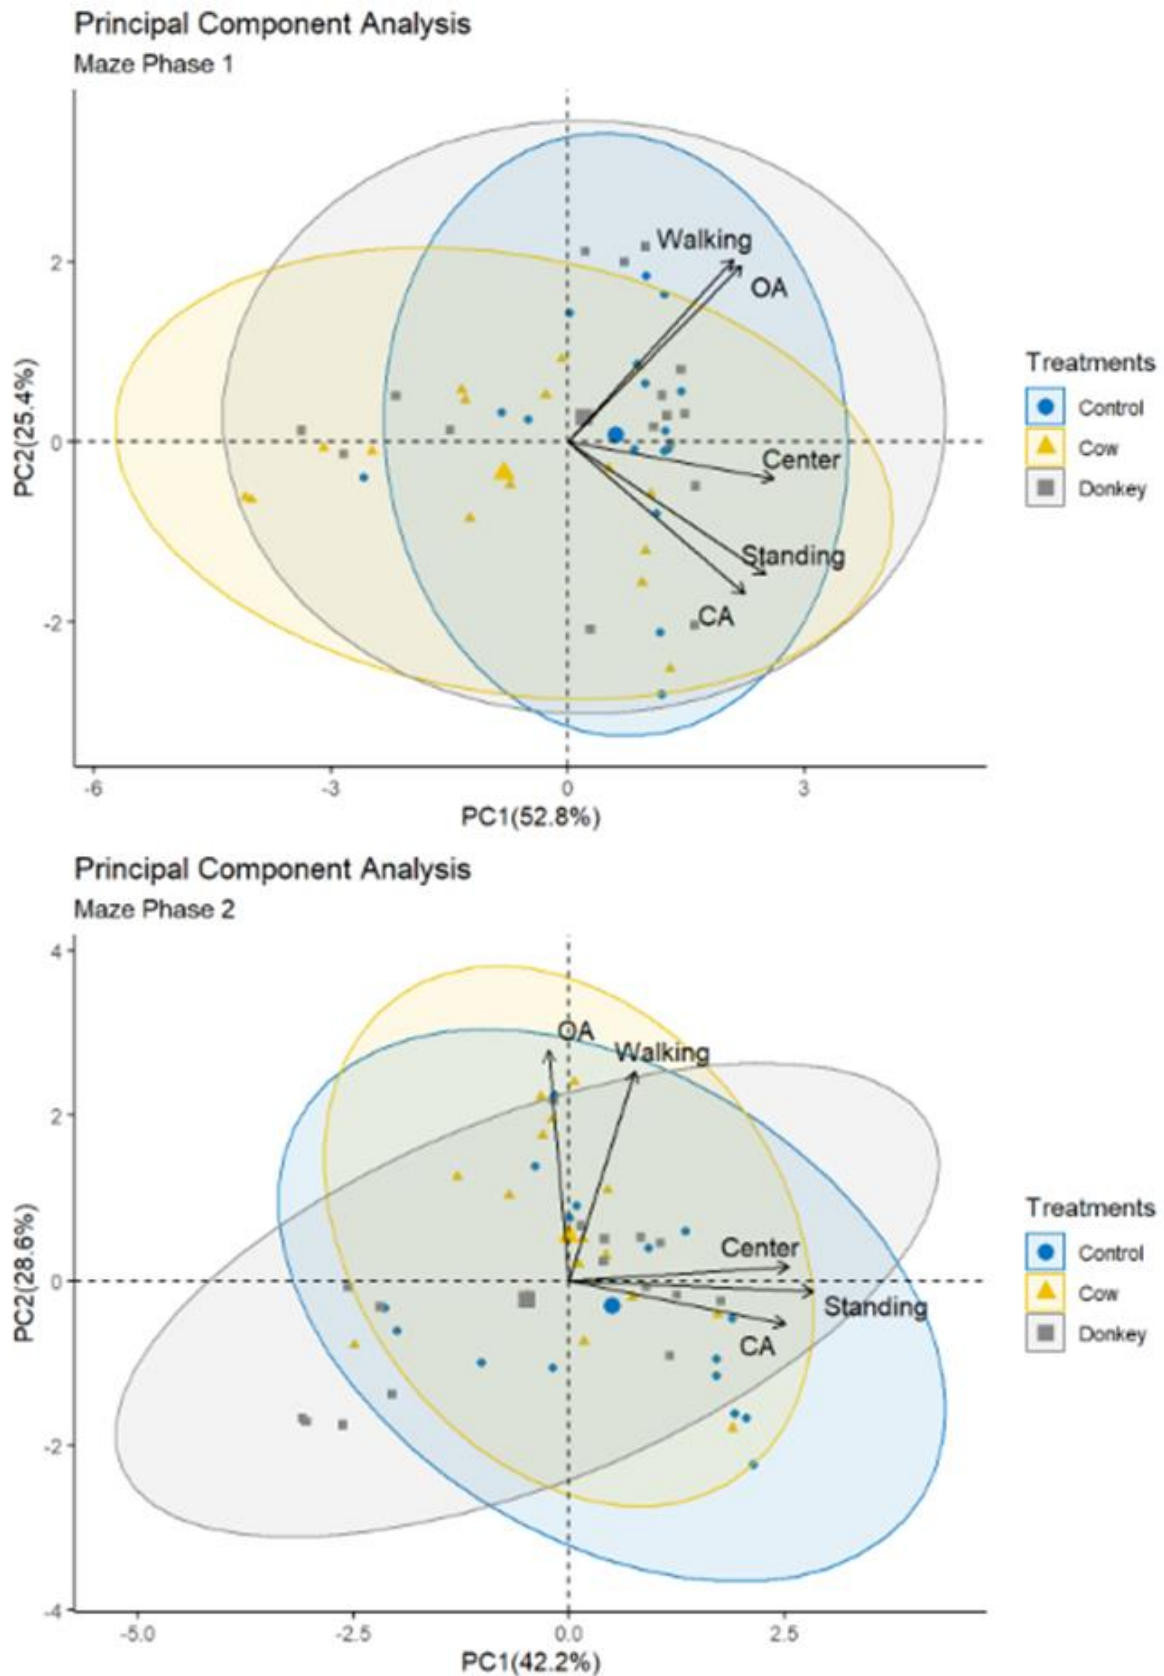 Principal Component Analysis
Maze Phase 1
PC2(25.4%)
2
0
-2
Walking
OA
Center
Standing
CA
-6
-3
0
3
PC1(52.8%)
Treatments
Control
Cow
Donkey
Principal Component Analysis
Maze Phase 2
PC2(28.6%)
4
2
0
-2
-4
OA
Walking
Center
Standing
CA
-5.0
-2.5
0.0
2.5
PC1(42.2%)
Treatments
Control
Cow
Donkey